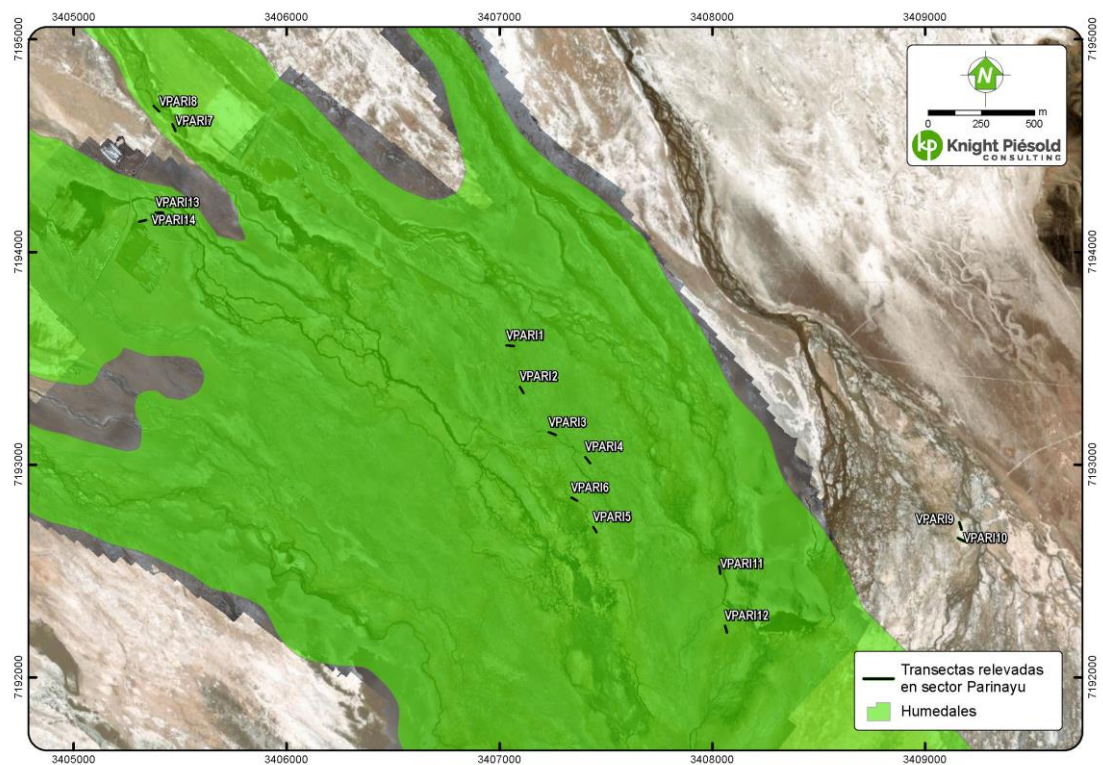 3405000 3406000 3407000 3408000 3409000
7195000
7195000
N
m
0 250 500
kp Knight Piésold
CONSULTING
VPARI8
VPARI7
VPARI13
VPARI14
7194000
7194000
VPARI1
VPARI2
VPARI3
VPARI4
7193000
7193000
VPARI6
VPARI5
VPARI9
VPARI10
VPARI11
VPARI12
7192000
7192000
Transectas relevadas
en sector Parinayu
Humedales
3405000 3406000 3407000 3408000 3409000